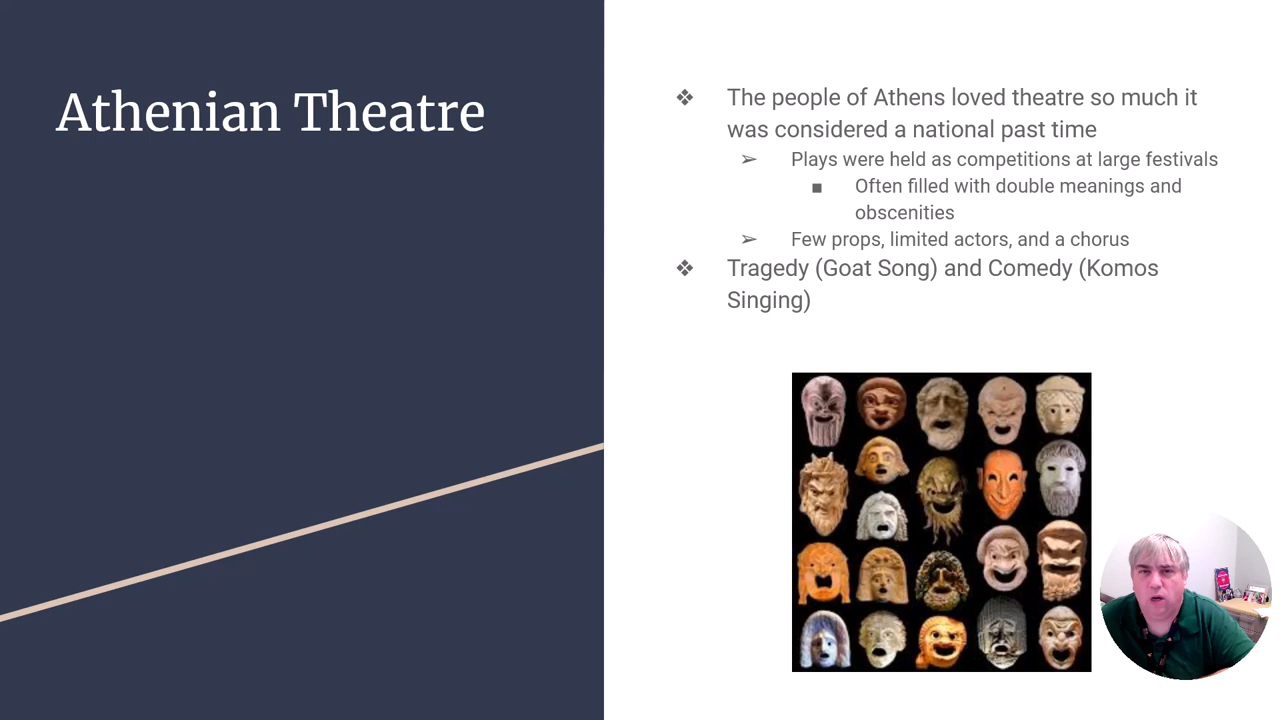 Athenian Theatre
❖ The people of Athens loved theatre so much it
was considered a national past time
➢ Plays were held as competitions at large festivals
■ Often filled with double meanings and
obscenities
➢ Few props, limited actors, and a chorus
❖ Tragedy (Goat Song) and Comedy (Komos
Singing)